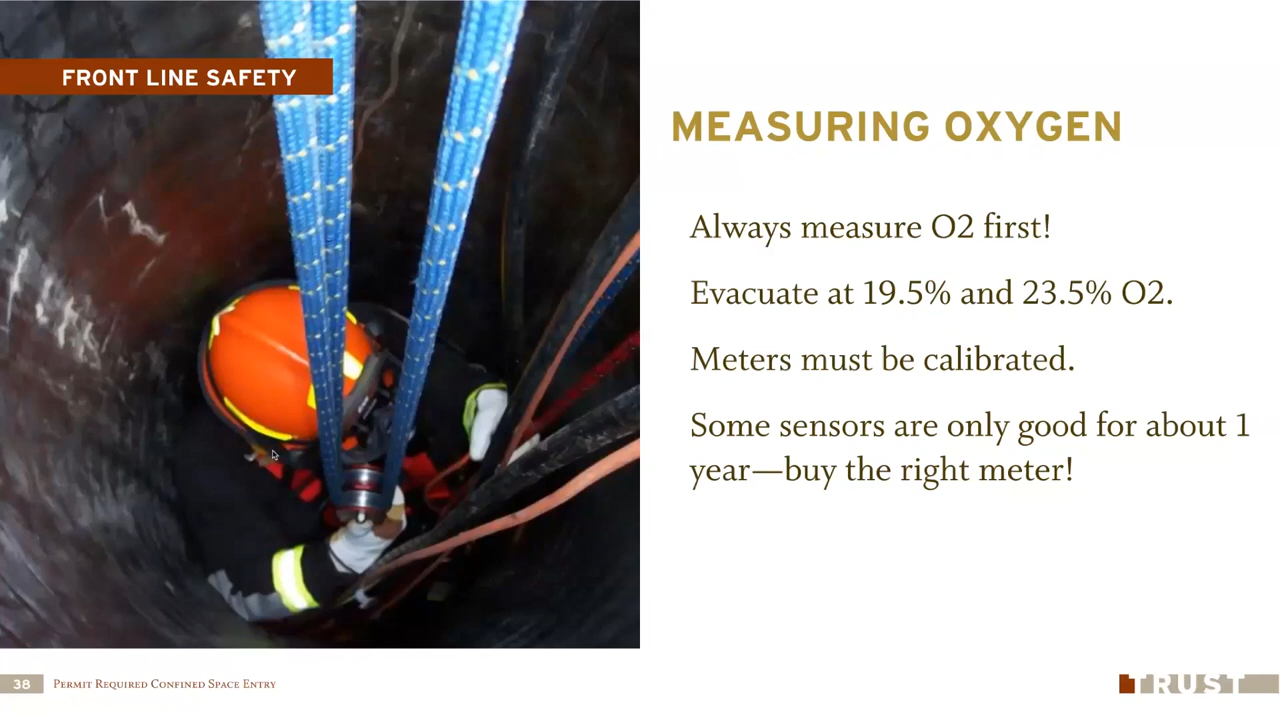 FRONT LINE SAFETY
MEASURING OXYGEN
Always measure O2 first!
Evacuate at 19.5% and 23.5% O2.
Meters must be calibrated.
Some sensors are only good for about 1
year—buy the right meter!
38 Permit Required Confined Space Entry
TRUST